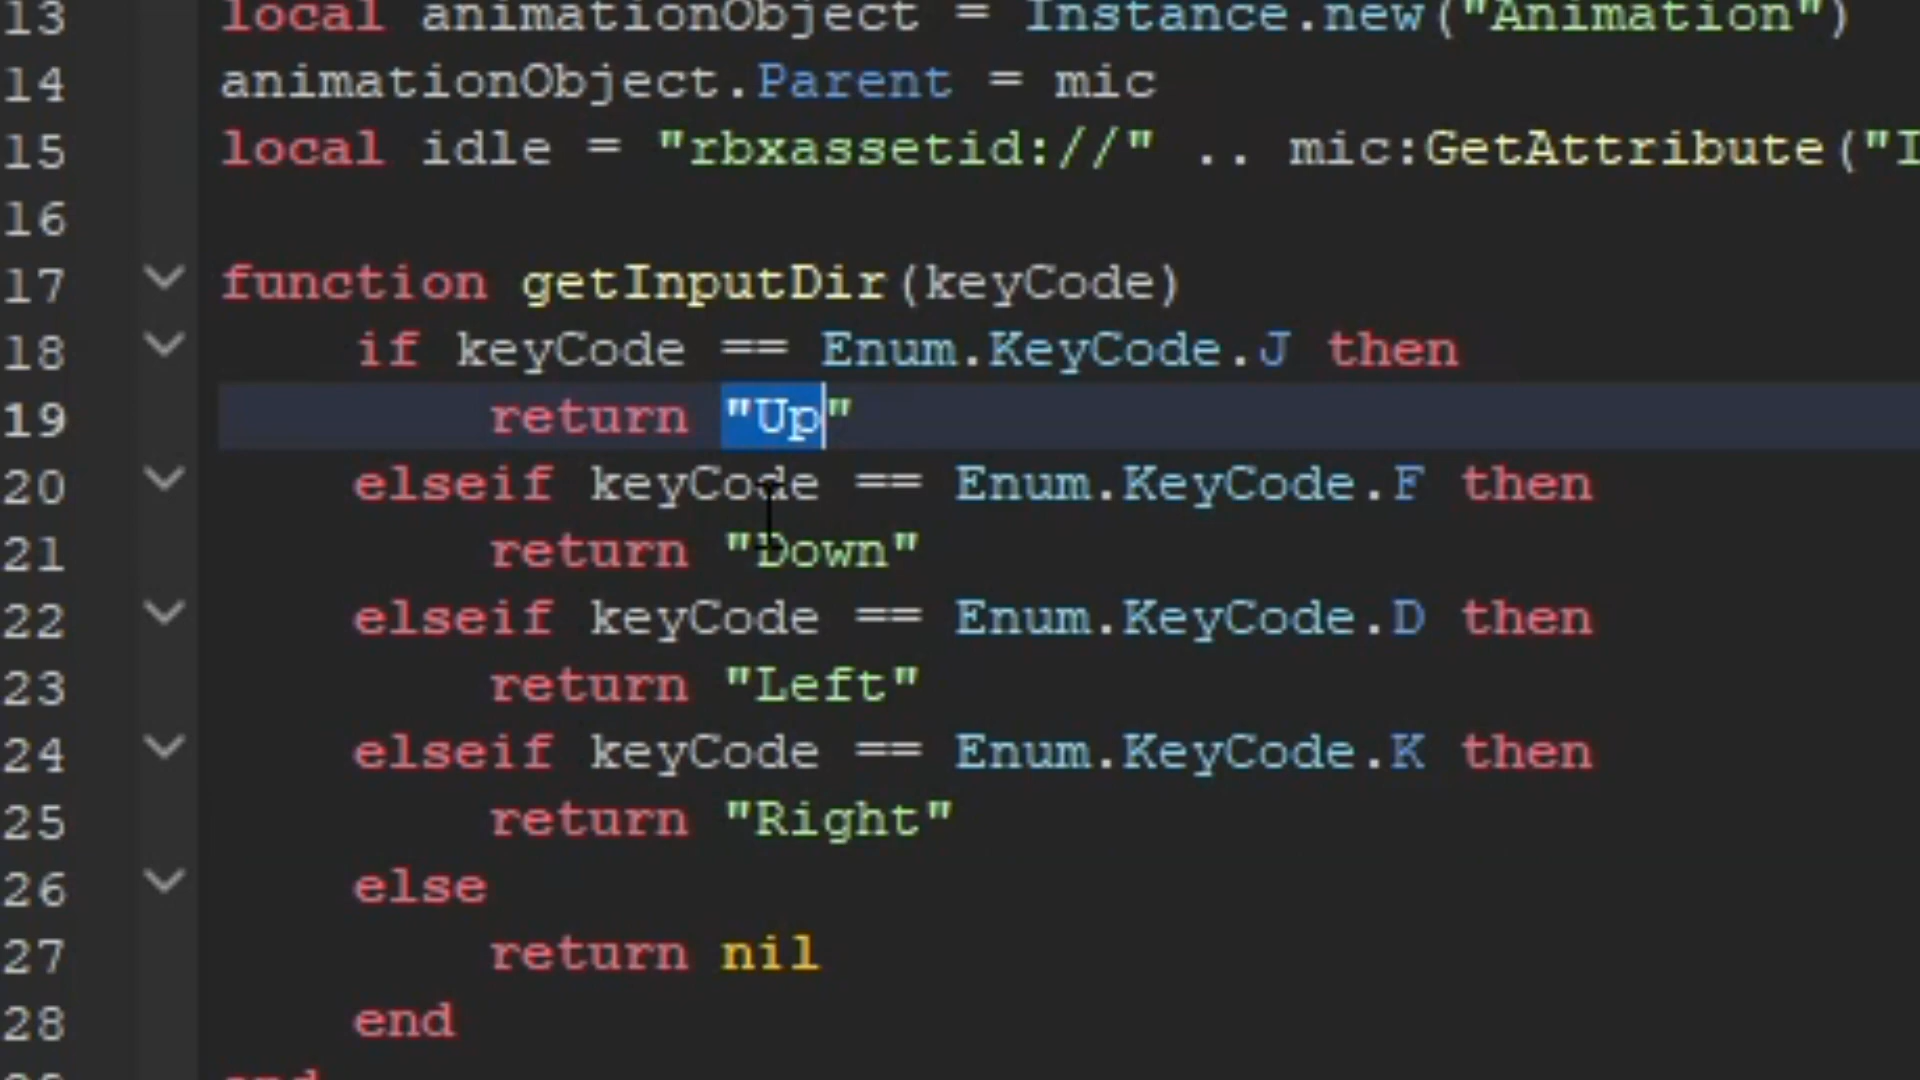 13 local animationObject = Instance.new("Animation")
14 animationObject.Parent = mic
15 local idle = "rbxassetid://" .. mic:GetAttribute("I
16
17 function getInputDir(keyCode)
18 if keyCode == Enum.KeyCode.J then
19 return "Up"
20 elseif keyCode == Enum.KeyCode.F then
21 return "Down"
22 elseif keyCode == Enum.KeyCode.D then
23 return "Left"
24 elseif keyCode == Enum.KeyCode.K then
25 return "Right"
26 else
27 return nil
28 end